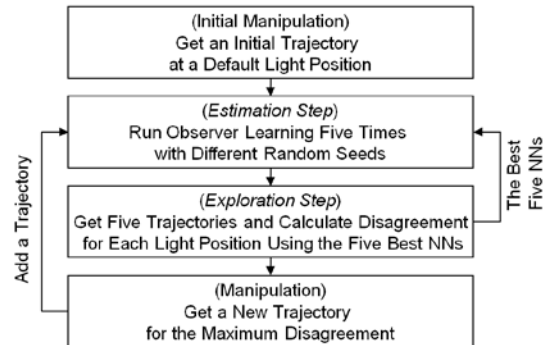 (Initial Manipulation)
Get an Initial Trajectory
at a Default Light Position
(Estimation Step)
Run Observer Learning Five Times
with Different Random Seeds
(Exploration Step)
Get Five Trajectories and Calculate Disagreement
for Each Light Position Using the Five Best NNs
(Manipulation)
Get a New Trajectory
for the Maximum Disagreement
Add a Trajectory
The Best
Five NNs